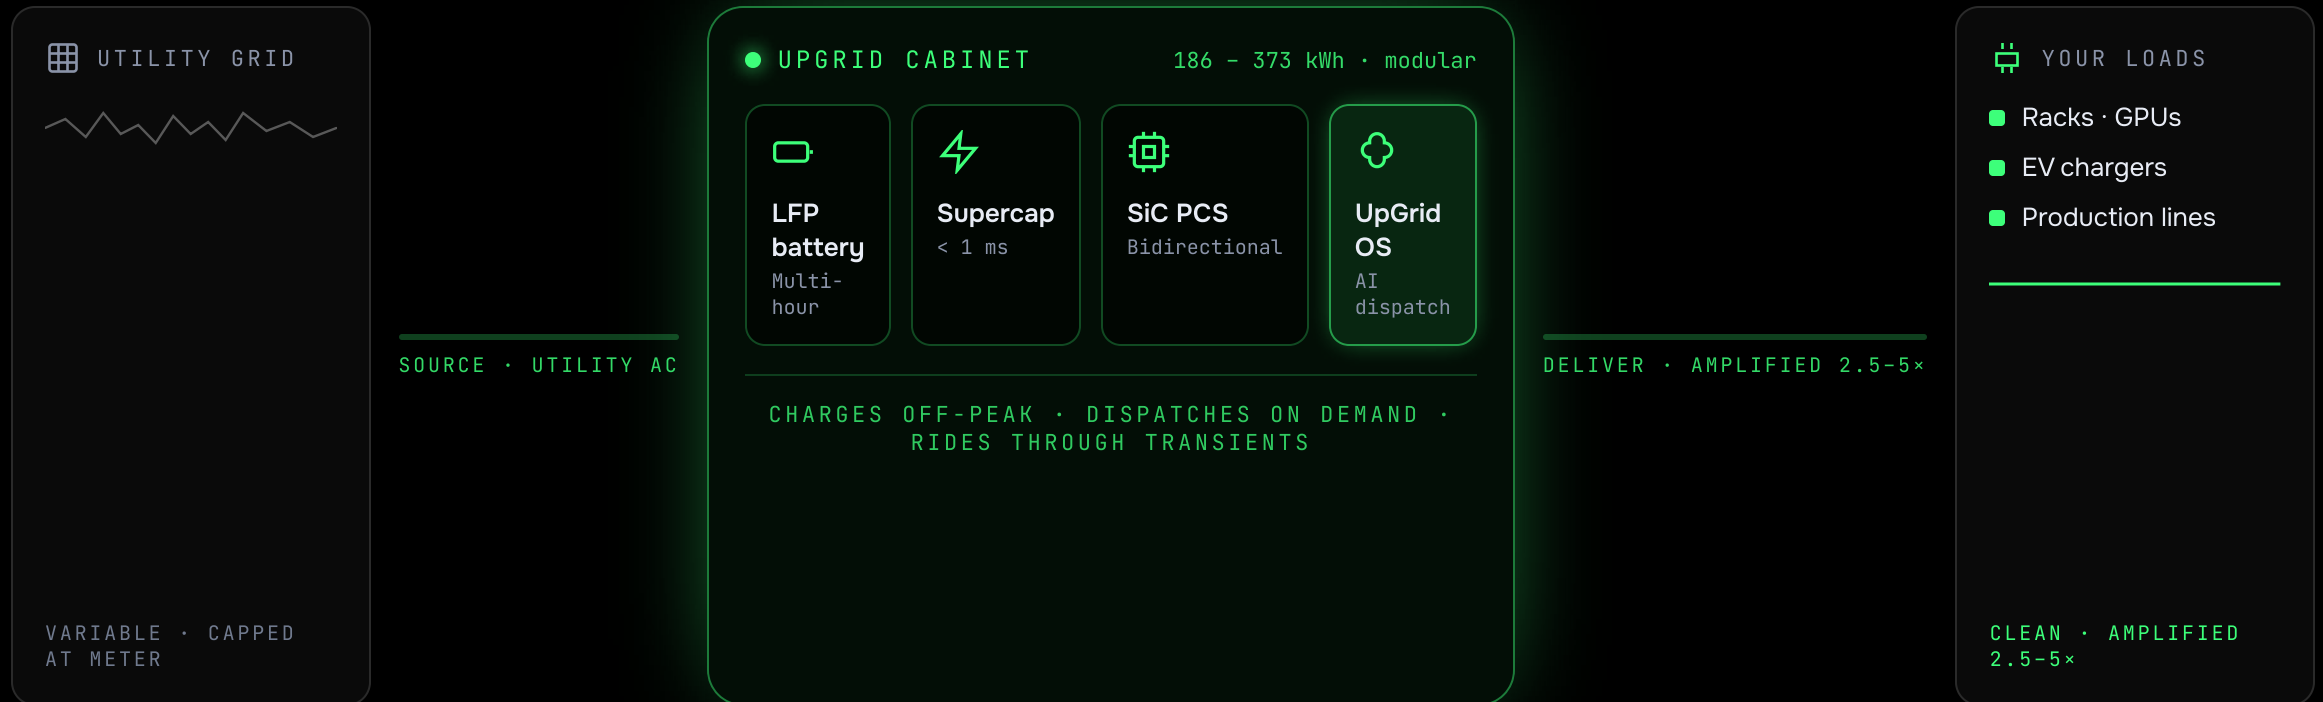 UTILITY GRID
VARIABLE · CAPPED
AT METER
SOURCE · UTILITY AC
UPGRID CABINET
186 – 373 kWh · modular
LFP
battery
Multi-
hour
Supercap
< 1 ms
SiC PCS
Bidirectional
UpGrid
OS
AI
dispatch
CHARGES OFF-PEAK · DISPATCHES ON DEMAND ·
RIDES THROUGH TRANSIENTS
DELIVER · AMPLIFIED 2.5–5×
YOUR LOADS
Racks · GPUs
EV chargers
Production lines
CLEAN · AMPLIFIED
2.5–5×